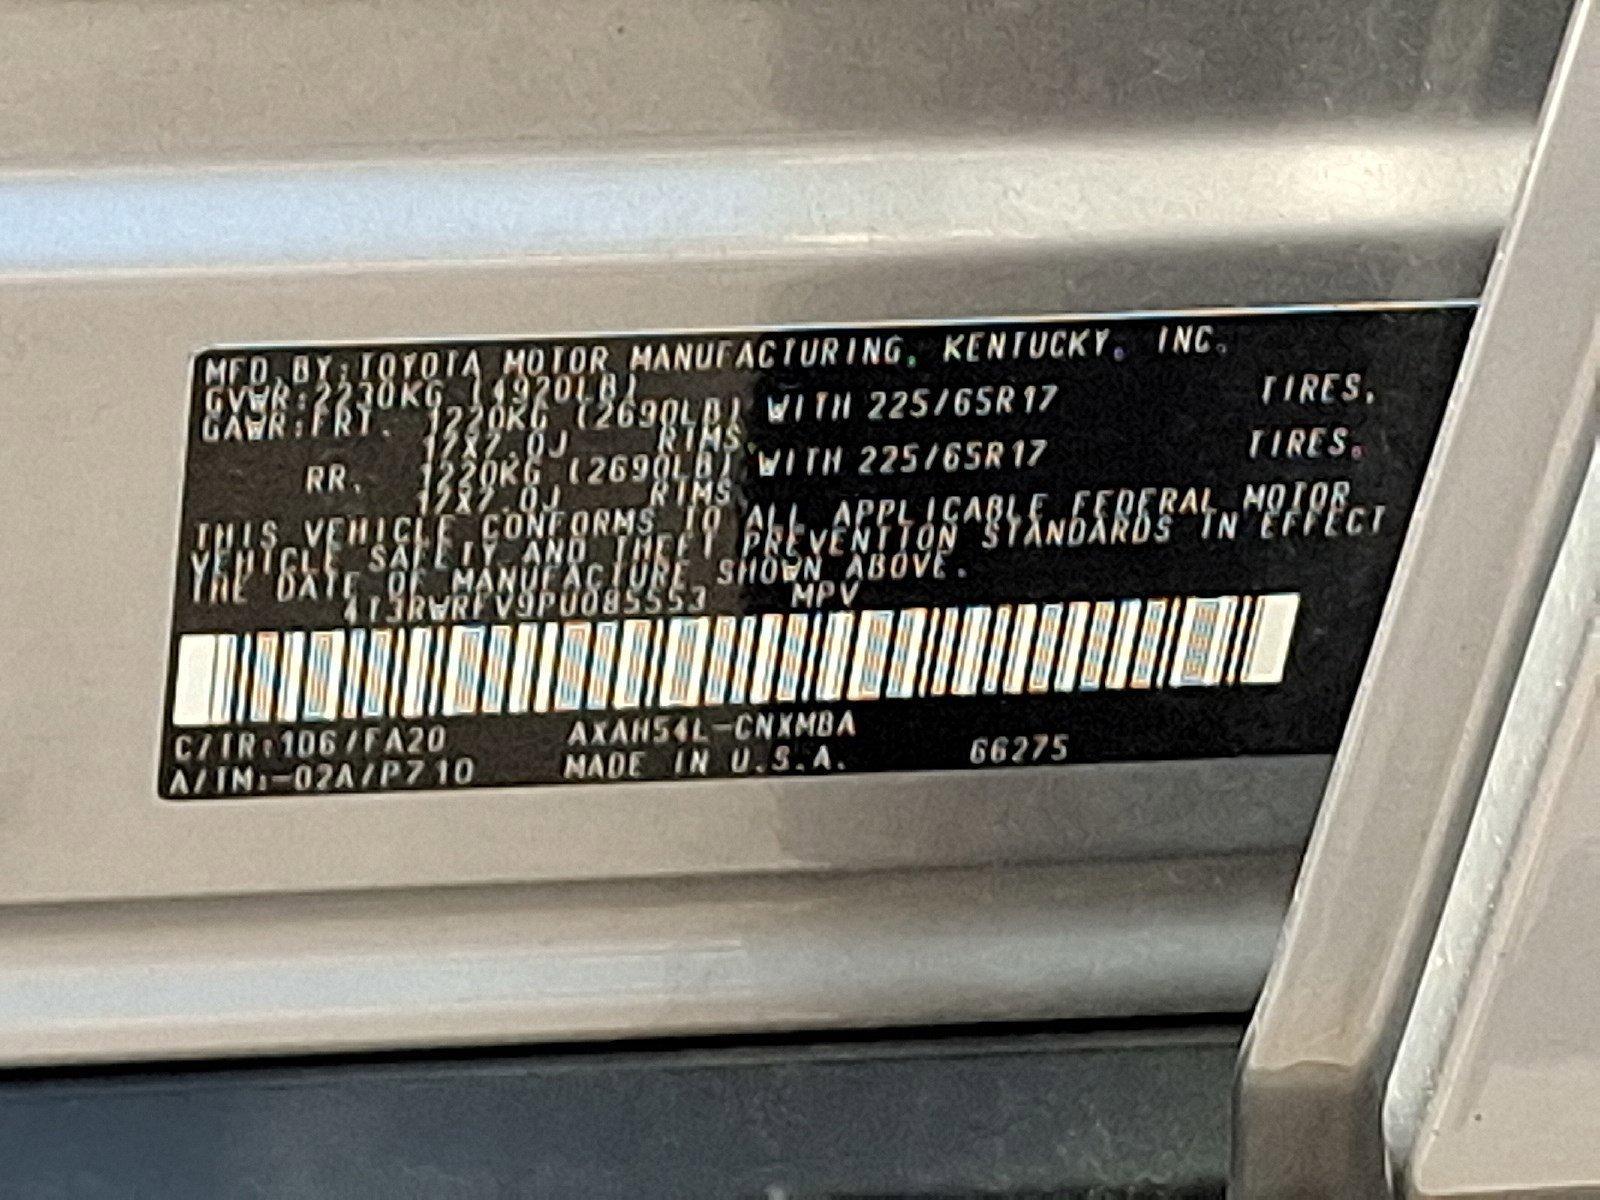 MFD. BY: TOYOTA MOTOR MANUFACTURING, KENTUCKY, INC.
GVWR: 2230KG (4920LB)
GAWR: FRT. 1220KG (2690LB) WITH 225/65R17 TIRES,
17X7.0J RIMS,
RR. 1220KG (2690LB) WITH 225/65R17 TIRES,
17X7.0J RIMS
THIS VEHICLE CONFORMS TO ALL APPLICABLE FEDERAL MOTOR
VEHICLE SAFETY AND THEFT PREVENTION STANDARDS IN EFFECT
THE DATE OF MANUFACTURE SHOWN ABOVE.
4T3RWRFV9PU085553 MPV
C/TR: 106/FA20 AXAH54L-CNXMBA
A/TM: -02A/P710 MADE IN U.S.A. 66275